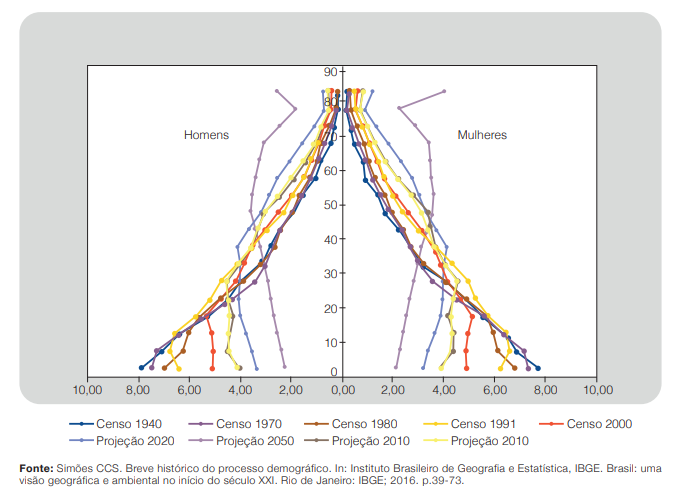 90
80
Homens
Mulheres
70
60
50
40
30
20
10
0
10,00 8,00 6,00 4,00 2,00 0,00 2,00 4,00 6,00 8,00 10,00
Censo 1940 Censo 1970 Censo 1980 Censo 1991 Censo 2000
Projeção 2020 Projeção 2050 Projeção 2010 Projeção 2010
Fonte: Simões CCS. Breve histórico do processo demográfico. In: Instituto Brasileiro de Geografia e Estatística, IBGE. Brasil: uma
visão geográfica e ambiental no início do século XXI. Rio de Janeiro: IBGE; 2016. p.39-73.